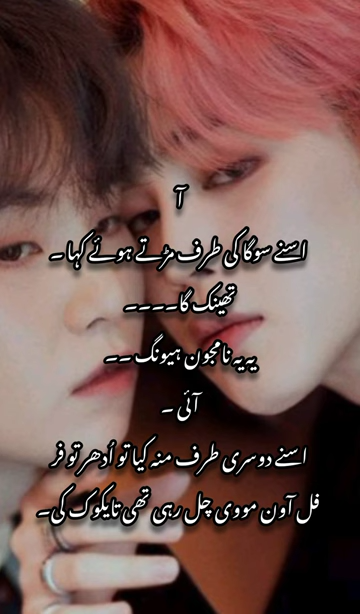 آ
اسنے سوگا کی طرف مڑتے ہوئے کہا ۔
تھینک گا۔۔۔۔
یہ یہ نامجون ہیونگ ۔۔
آئی ۔
اسنے دوسری طرف منہ کیا تو اُدھر تو فر
فل آون مووی چل رہی تھی تایکوک کی ۔